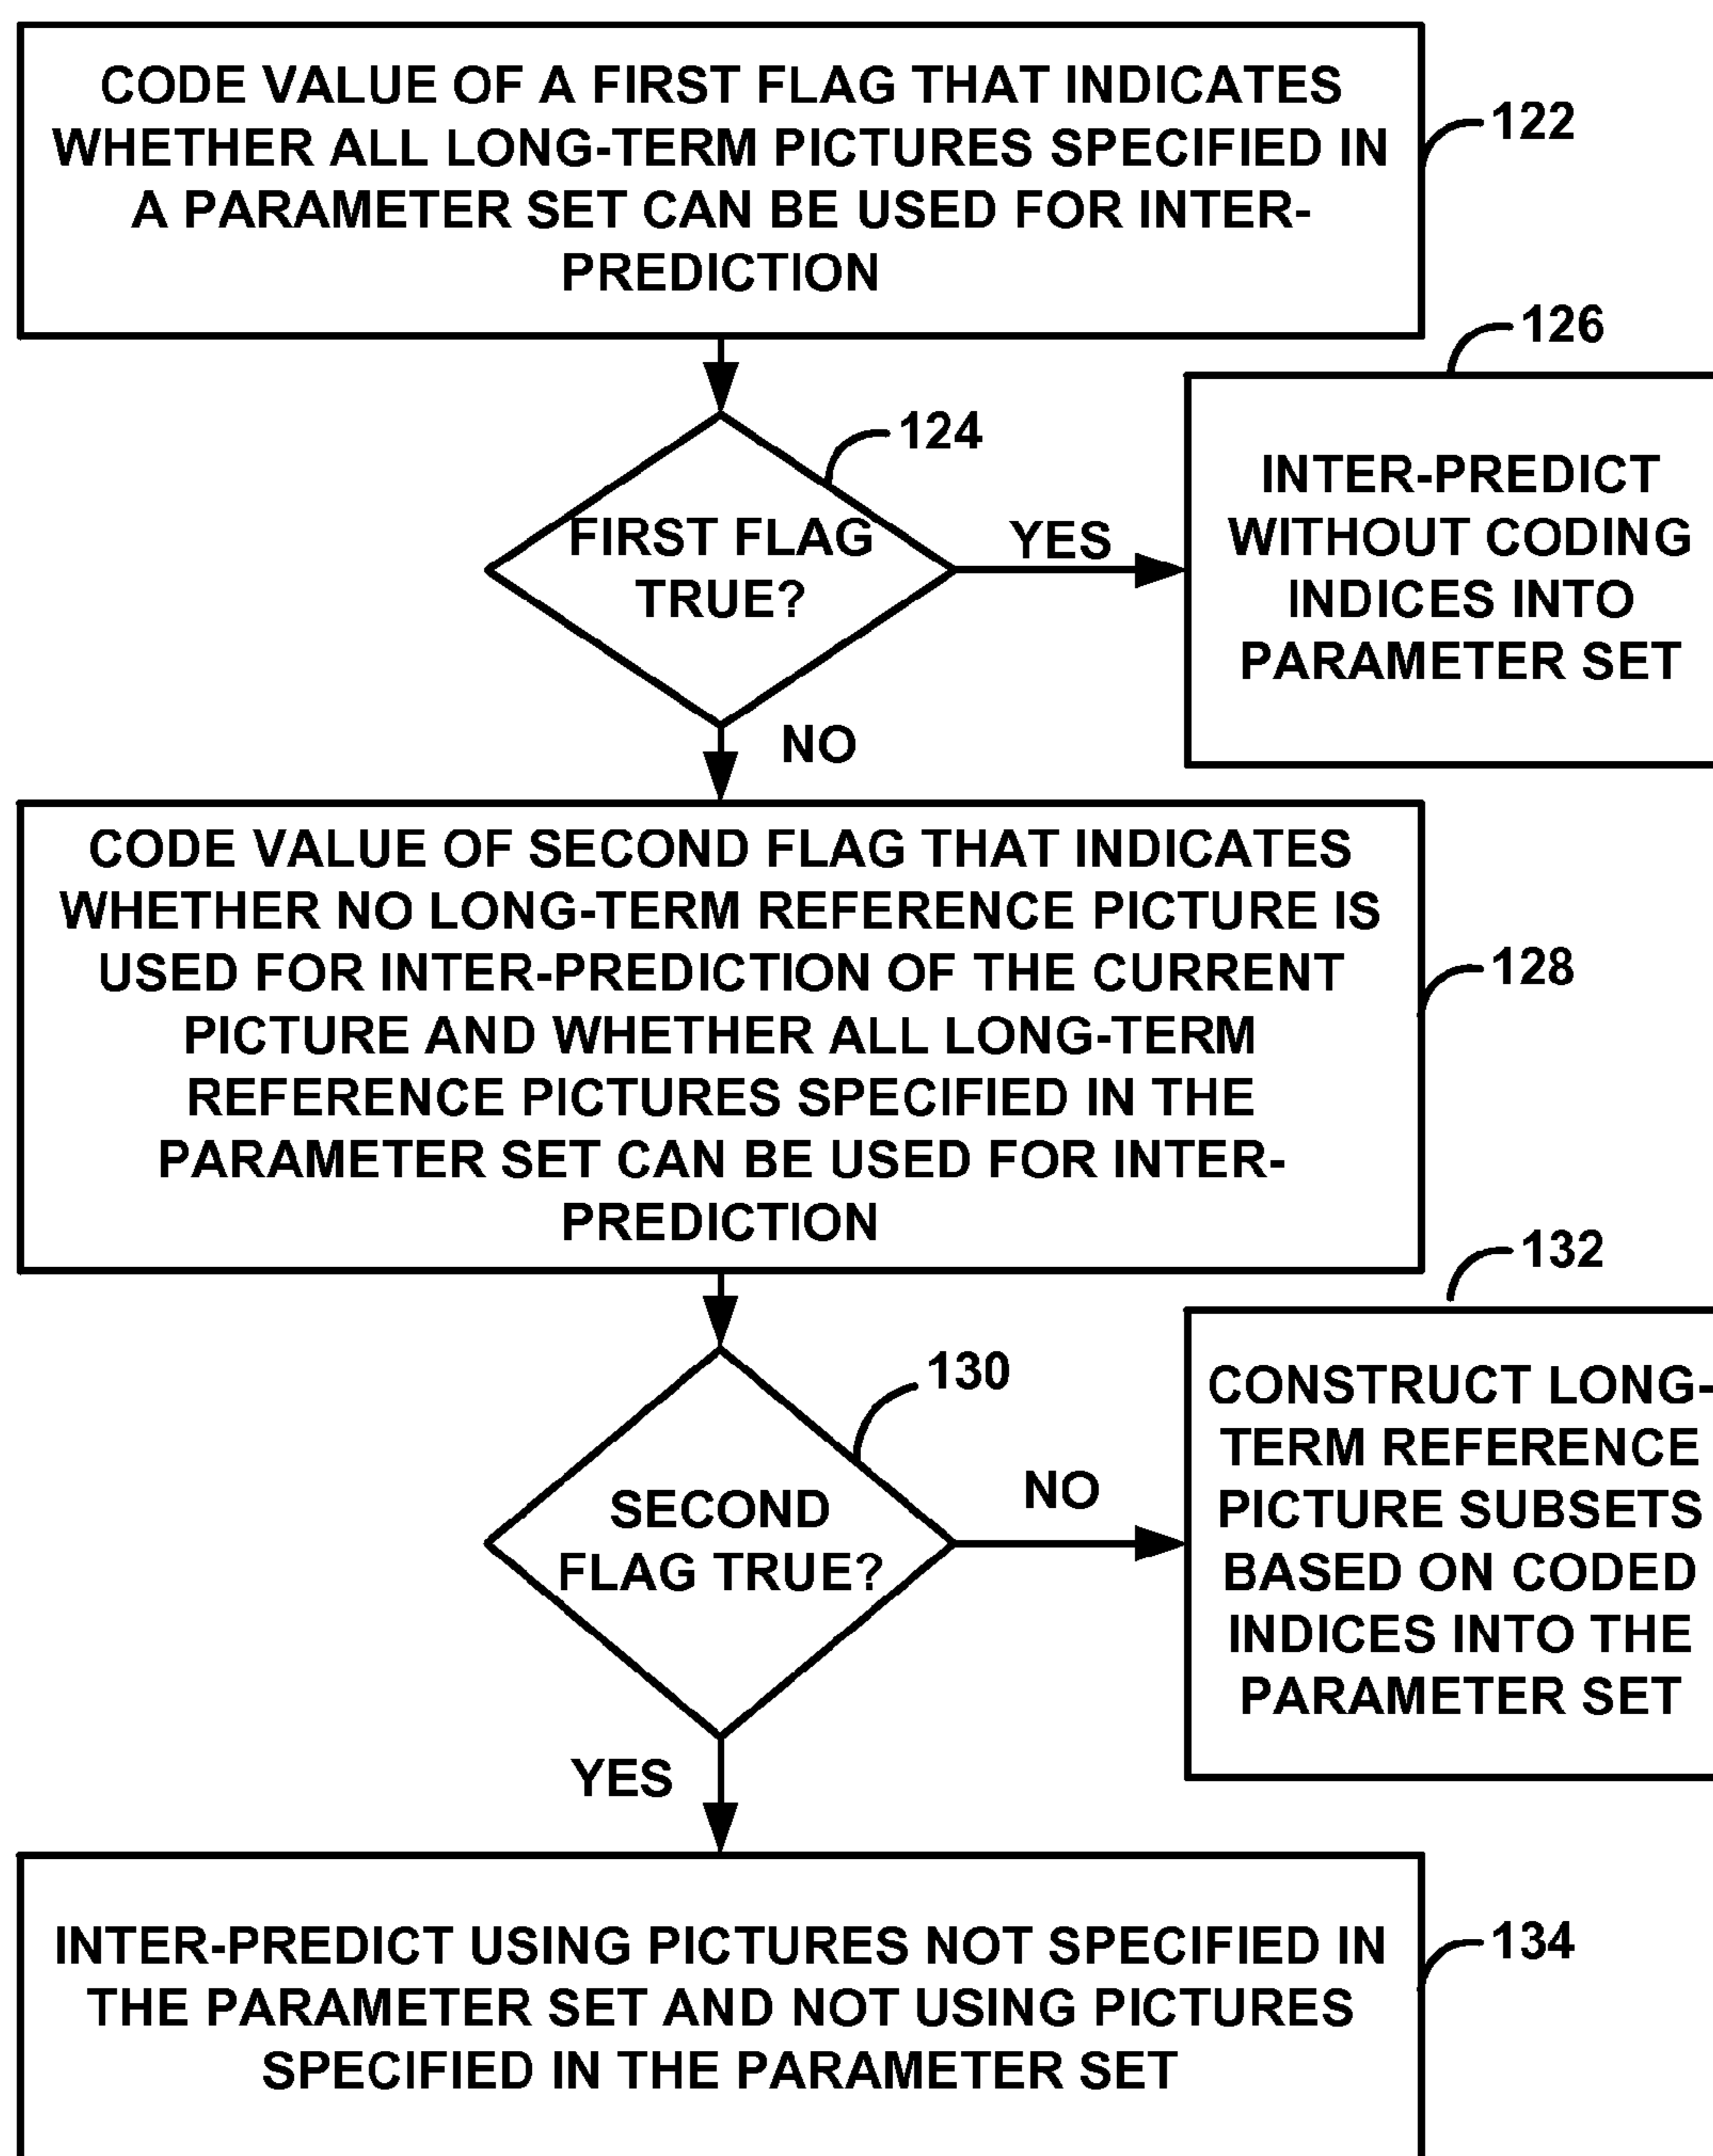 CODE VALUE OF A FIRST FLAG THAT INDICATES
WHETHER ALL LONG-TERM PICTURES SPECIFIED IN
A PARAMETER SET CAN BE USED FOR INTER-
PREDICTION
122
126
124
FIRST FLAG
TRUE?
YES
INTER-PREDICT
WITHOUT CODING
INDICES INTO
PARAMETER SET
NO
CODE VALUE OF SECOND FLAG THAT INDICATES
WHETHER NO LONG-TERM REFERENCE PICTURE IS
USED FOR INTER-PREDICTION OF THE CURRENT
PICTURE AND WHETHER ALL LONG-TERM
REFERENCE PICTURES SPECIFIED IN THE
PARAMETER SET CAN BE USED FOR INTER-
PREDICTION
128
132
130
SECOND
FLAG TRUE?
NO
CONSTRUCT LONG-
TERM REFERENCE
PICTURE SUBSETS
BASED ON CODED
INDICES INTO THE
PARAMETER SET
YES
INTER-PREDICT USING PICTURES NOT SPECIFIED IN
THE PARAMETER SET AND NOT USING PICTURES
SPECIFIED IN THE PARAMETER SET
134